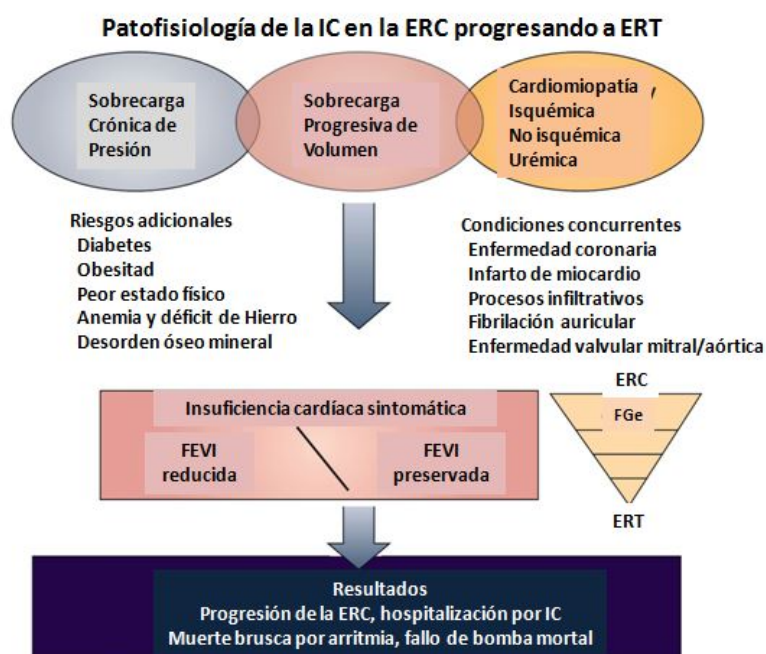 Patofisiología de la IC en la ERC progresando a ERT
Sobrecarga
Crónica de
Presión
Sobrecarga
Progresiva de
Volumen
Cardiomiopatía
Isquémica
No isquémica
Urémica
Riesgos adicionales
Diabetes
Obesitad
Peor estado físico
Anemia y déficit de Hierro
Desorden óseo mineral
Condiciones concurrentes
Enfermedad coronaria
Infarto de miocardio
Procesos infiltrativos
Fibrilación auricular
Enfermedad valvular mitral/aórtica
Insuficiencia cardíaca sintomática
FEVI
reducida
FEVI
preservada
ERC
FGe
ERT
Resultados
Progresión de la ERC, hospitalización por IC
Muerte brusca por arritmia, fallo de bomba mortal